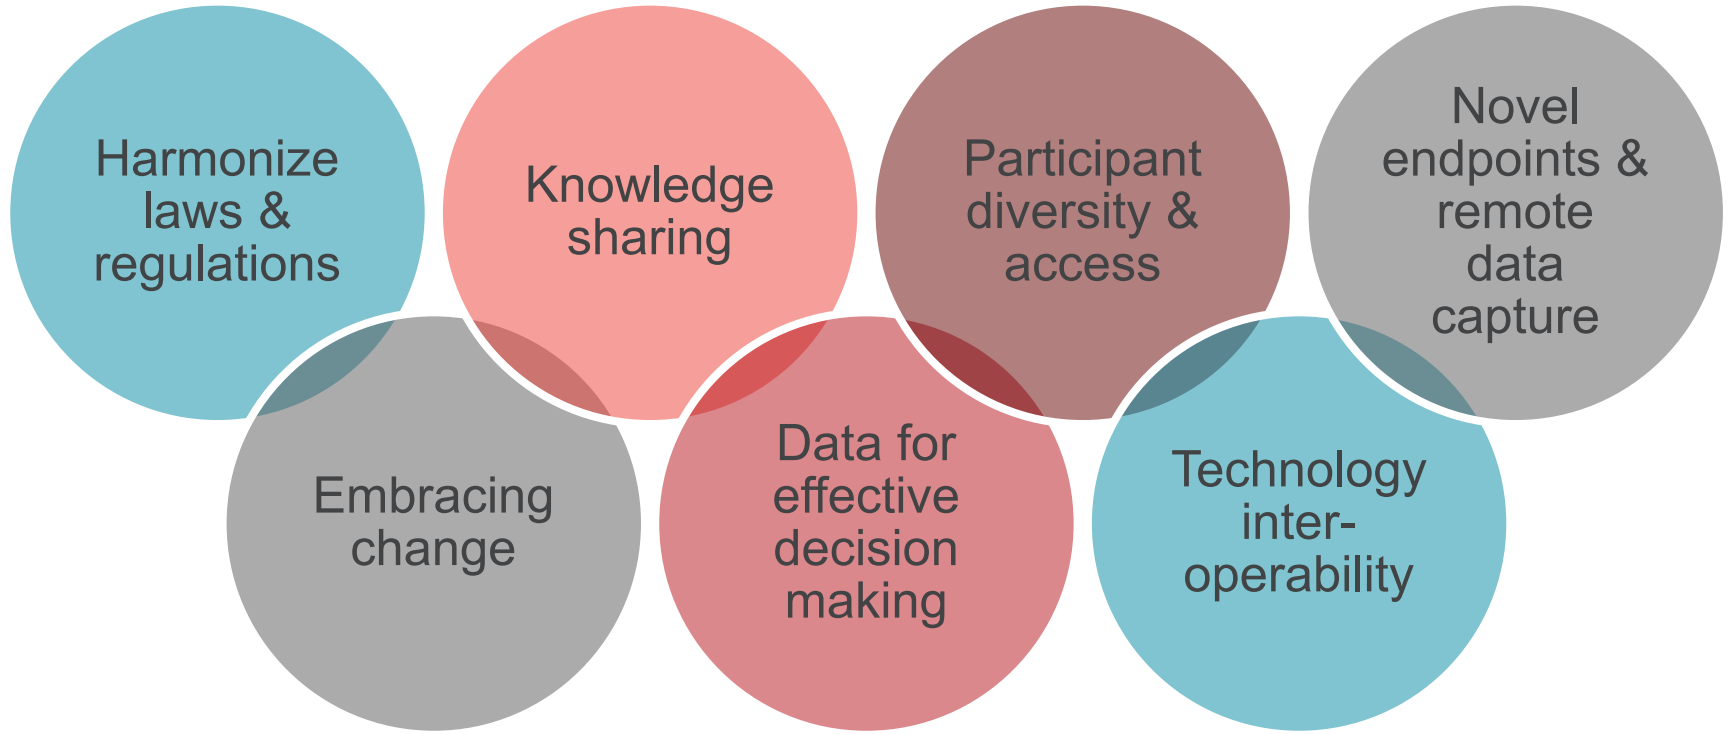 Harmonize
laws &
regulations
Knowledge
sharing
Participant
diversity &
access
Novel
endpoints &
remote
data
capture
Embracing
change
Data for
effective
decision
making
Technology
inter-
operability